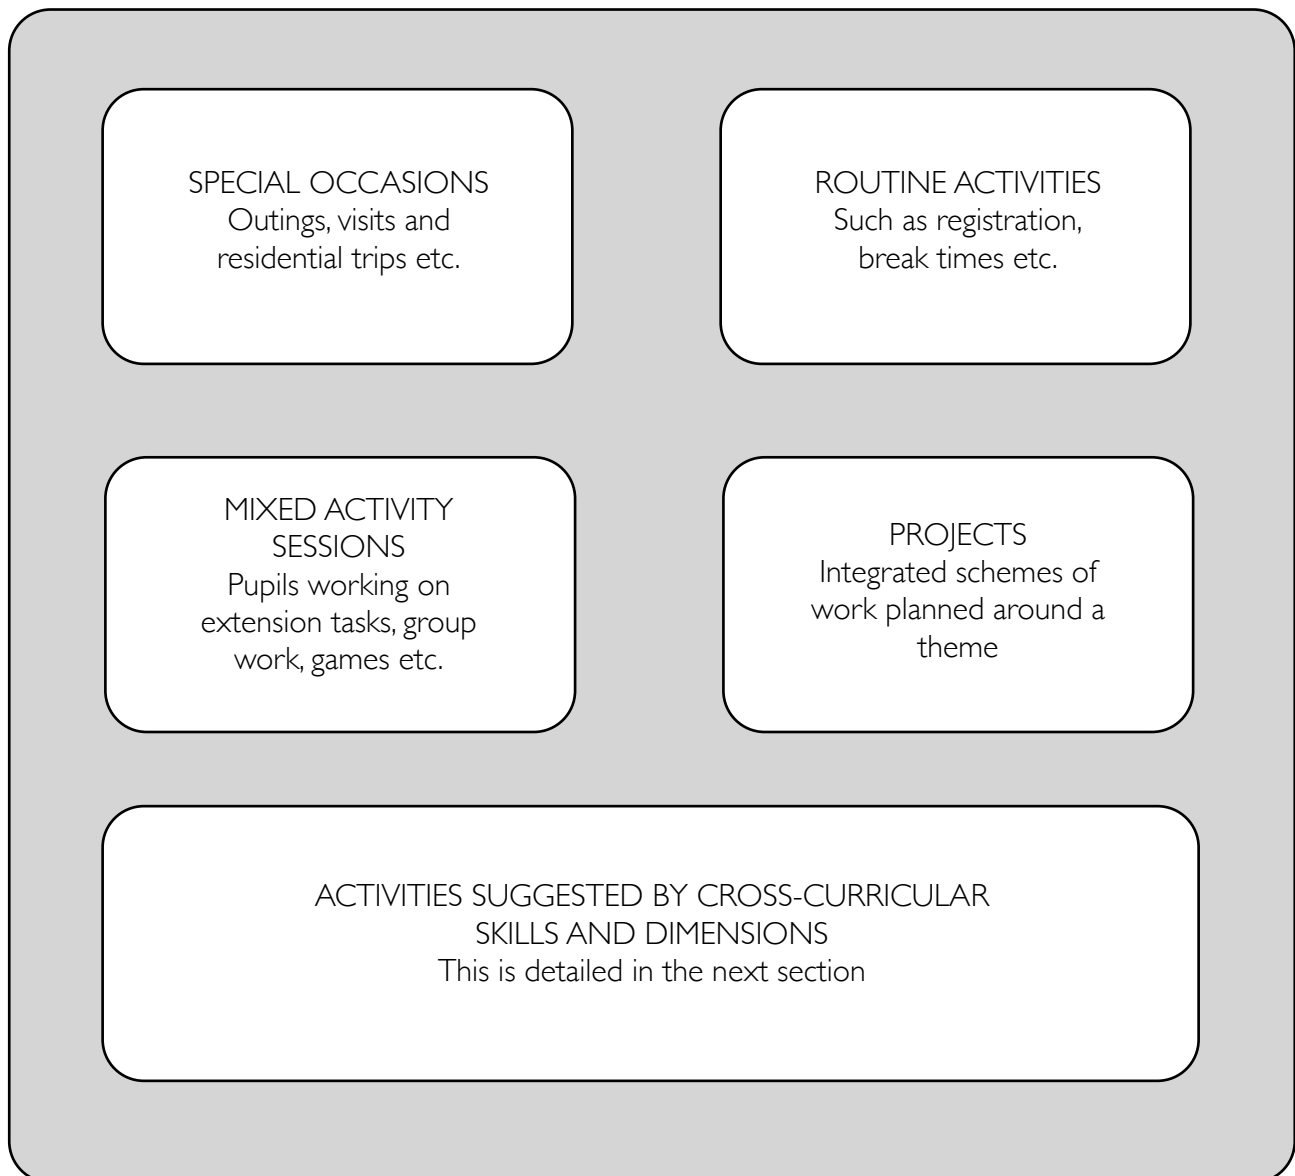 SPECIAL OCCASIONS
Outings, visits and
residential trips etc.
ROUTINE ACTIVITIES
Such as registration,
break times etc.
MIXED ACTIVITY
SESSIONS
Pupils working on
extension tasks, group
work, games etc.
PROJECTS
Integrated schemes of
work planned around a
theme
ACTIVITIES SUGGESTED BY CROSS-CURRICULAR
SKILLS AND DIMENSIONS
This is detailed in the next section